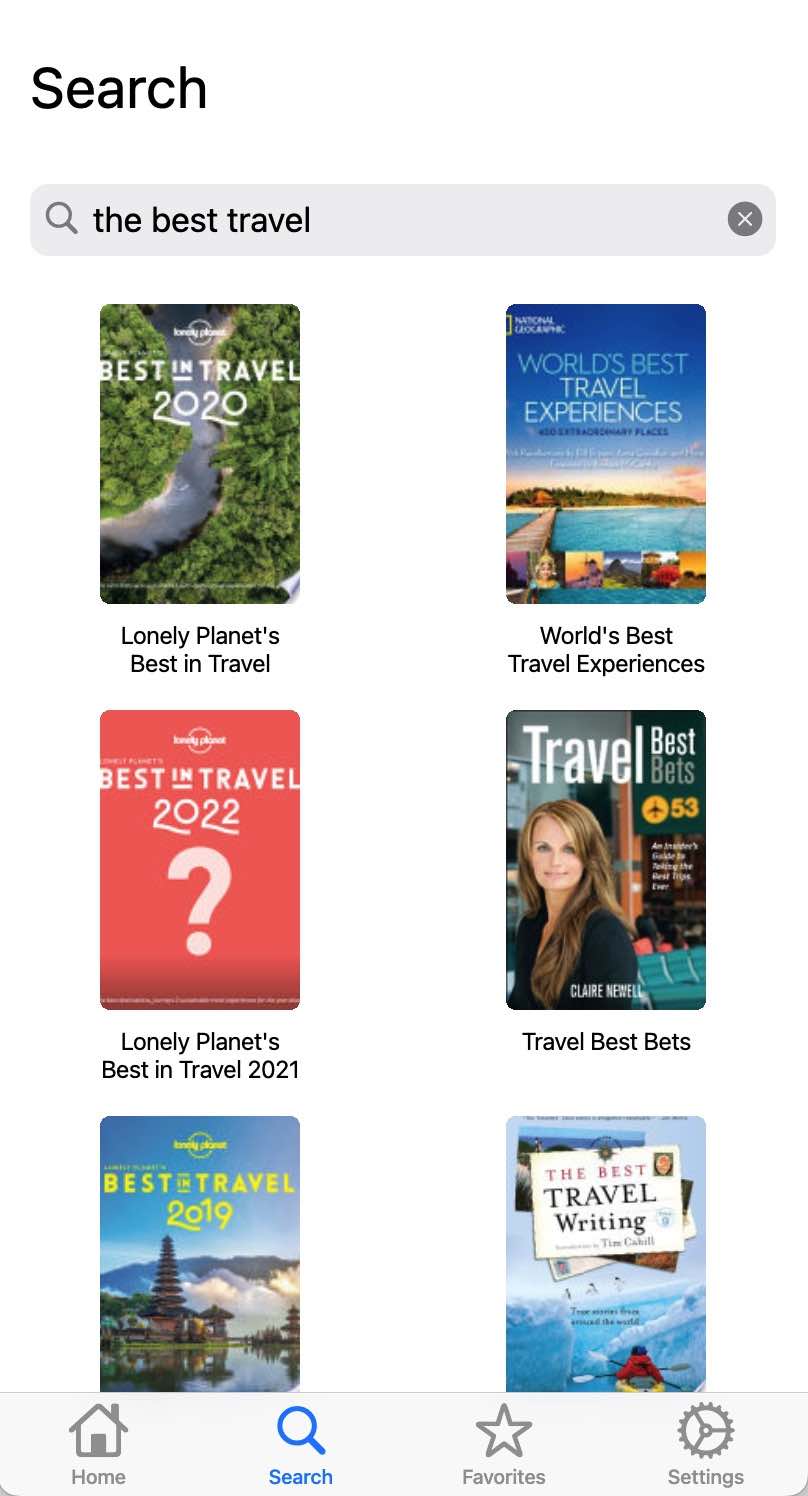 Search
the best travel
lonely planet
BEST IN TRAVEL
2020
NATIONAL
GEOGRAPHIC
WORLD'S BEST
TRAVEL
EXPERIENCES
400 EXTRAORDINARY PLACES
Lonely Planet's
Best in Travel
World's Best
Travel Experiences
lonely planet
LONELY PLANET'S
BEST IN TRAVEL
2022
?
Travel Best
Bets
53
An Insider's
Guide to
Taking the
Best Trips
Ever
CLAIRE NEWELL
Lonely Planet's
Best in Travel 2021
Travel Best Bets
lonely planet
LONELY PLANET'S
BEST IN TRAVEL
2019
THE BEST
TRAVEL
Writing
Introduction by Tim Cahill
True stories from
around the world
Home
Search
Favorites
Settings